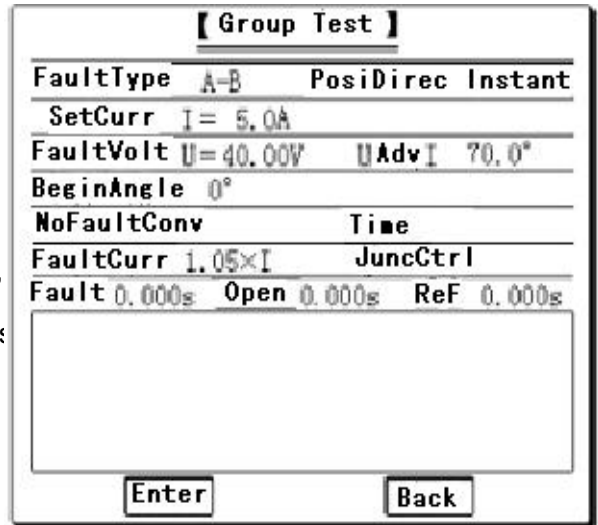 【Group Test】
FaultType A-B PosiDirec Instant
SetCurr I= 5.0A
FaultVolt U=40.00V UAdvI 70.0°
BeginAngle 0°
NoFaultConv Time
FaultCurr 1.05×I JuncCtrl
Fault 0.000s Open 0.000s ReF 0.000s
Enter Back